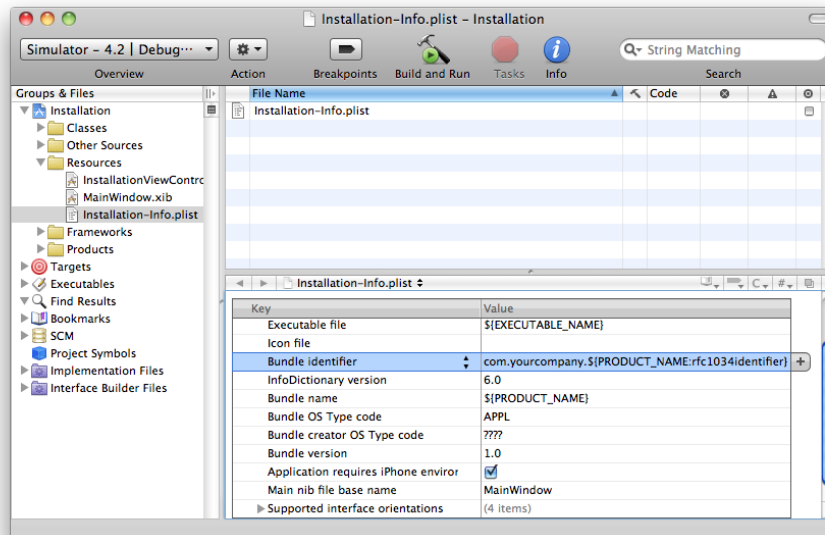 Installation-Info.plist – Installation
Simulator – 4.2 | Debug···
String Matching
Overview
Action
Breakpoints
Build and Run
Tasks
Info
Search
Groups & Files
Installation
Classes
Other Sources
Resources
InstallationViewContro
MainWindow.xib
Installation-Info.plist
Frameworks
Products
Targets
Executables
Find Results
Bookmarks
SCM
Project Symbols
Implementation Files
Interface Builder Files
File Name
Code
Installation-Info.plist
Installation-Info.plist
C
#
Key Value
Executable file ${EXECUTABLE_NAME}
Icon file
Bundle identifier com.yourcompany.${PRODUCT_NAME:rfc1034identifier}
InfoDictionary version 6.0
Bundle name ${PRODUCT_NAME}
Bundle OS Type code APPL
Bundle creator OS Type code ????
Bundle version 1.0
Application requires iPhone enviror
Main nib file base name MainWindow
Supported interface orientations (4 items)